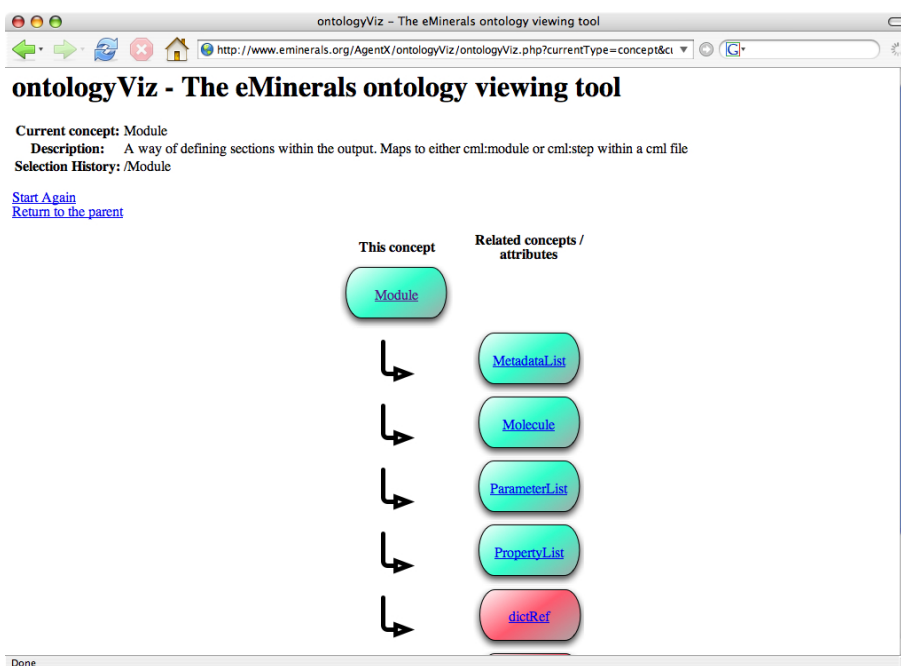 ontologyViz – The eMinerals ontology viewing tool
http://www.eminerals.org/AgentX/ontologyViz/ontologyViz.php?currentType=concept&cu
G
ontologyViz - The eMinerals ontology viewing tool
Current concept: Module
Description: A way of defining sections within the output. Maps to either cml:module or cml:step within a cml file
Selection History: /Module
Start Again
Return to the parent
This concept
Related concepts /
attributes
Module
MetadataList
Molecule
ParameterList
PropertyList
dictRef
Done